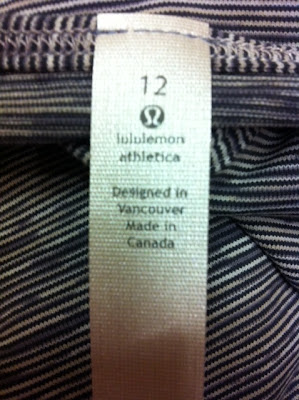 12
lululemon
athletica
Designed in
Vancouver
Made in
Canada